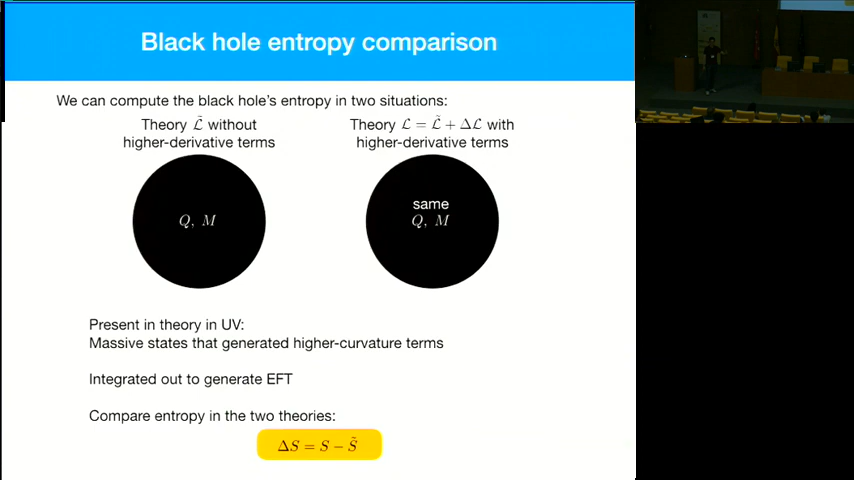 Black hole entropy comparison
We can compute the black hole's entropy in two situations:
Theory ℒ̃ without
higher-derivative terms
Q, M
Theory ℒ = ℒ̃ + Δℒ with
higher-derivative terms
same
Q, M
Present in theory in UV:
Massive states that generated higher-curvature terms
Integrated out to generate EFT
Compare entropy in the two theories:
ΔS = S − S̃